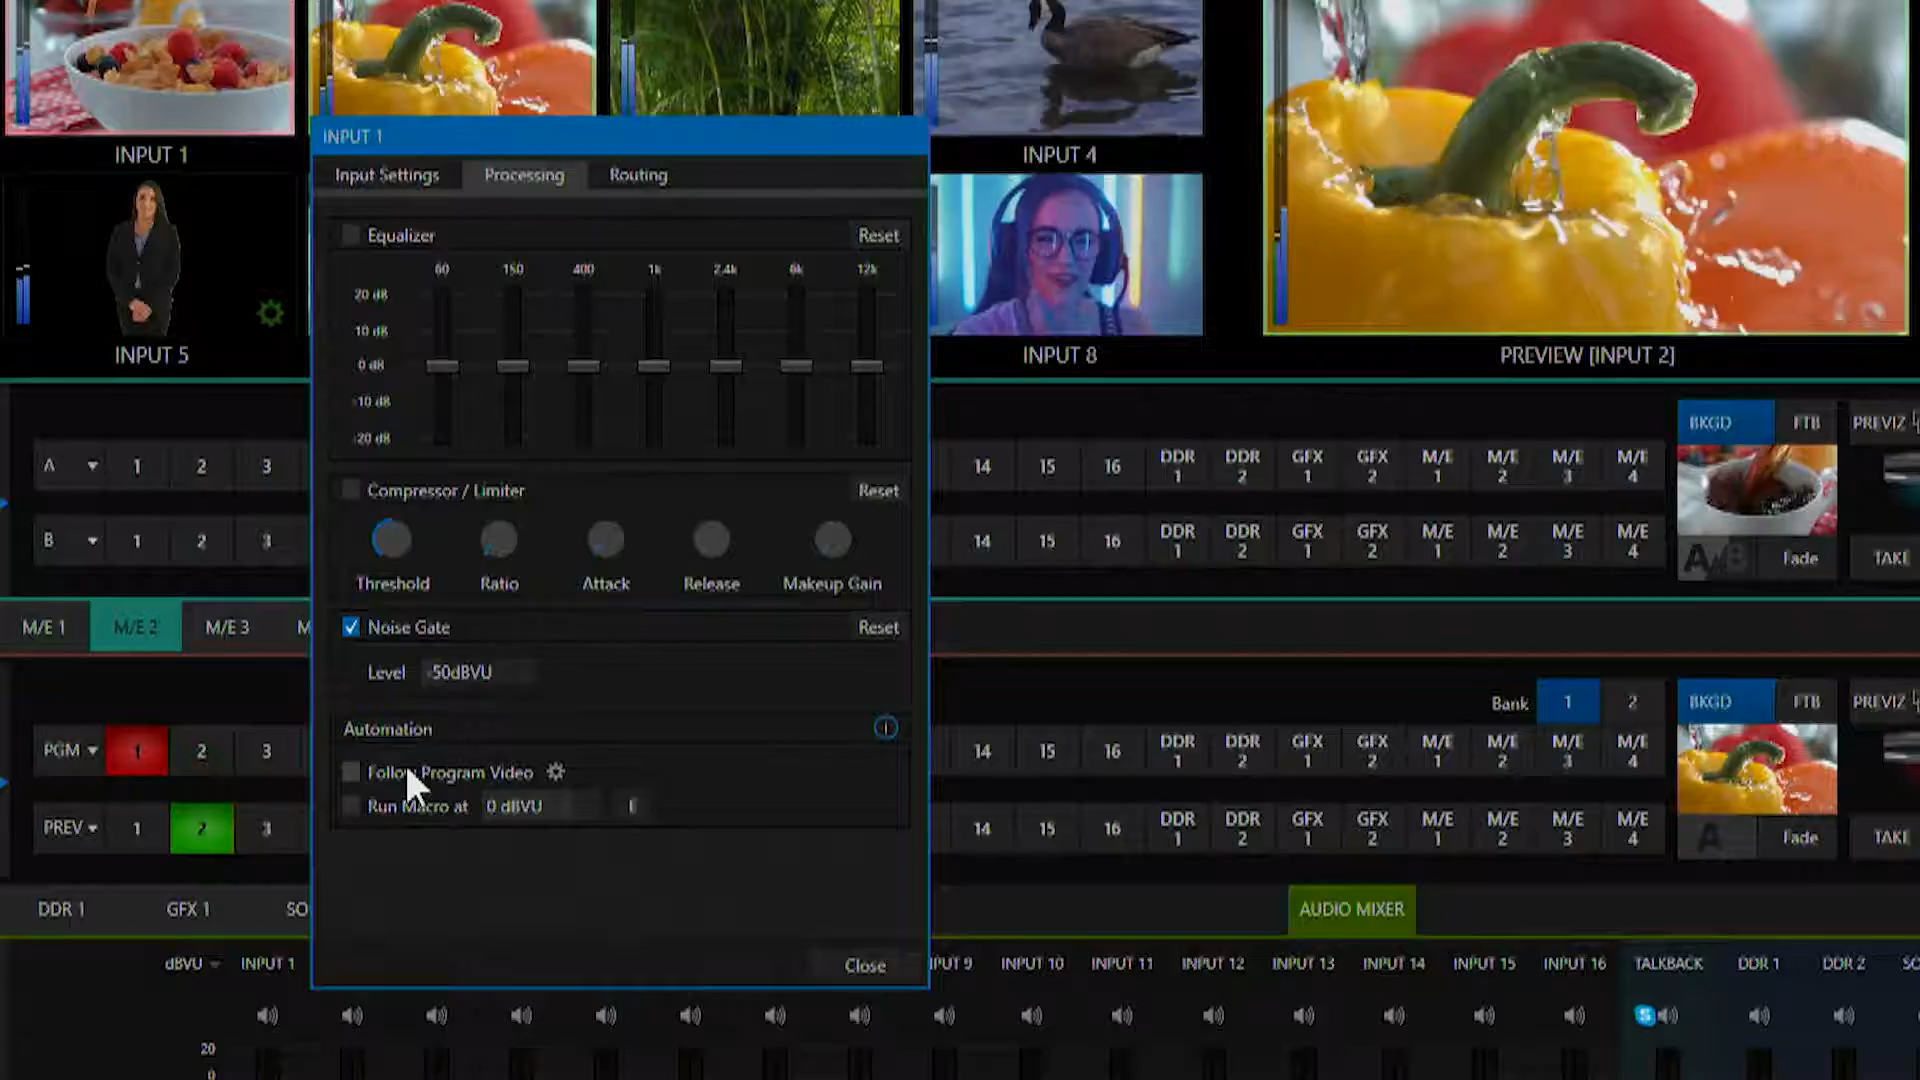 INPUT 1
INPUT 4
INPUT 5
INPUT 8
PREVIEW [INPUT 2]
INPUT 1
Input Settings Processing Routing
Equalizer Reset
60 150 400 1k 2.4k 6k 12k
20 dB
10 dB
0 dB
-10 dB
-20 dB
Compressor / Limiter Reset
Threshold Ratio Attack Release Makeup Gain
Noise Gate Reset
Level -50dBVU
Automation
Follow Program Video
Run Macro at 0 dBVU
Close
A 1 2 3 14 15 16 DDR 1 DDR 2 GFX 1 GFX 2 M/E 1 M/E 2 M/E 3 M/E 4
B 1 2 3 14 15 16 DDR 1 DDR 2 GFX 1 GFX 2 M/E 1 M/E 2 M/E 3 M/E 4
BKGD FTB PREVIZ
A/B Fade TAKE
M/E 1 M/E 2 M/E 3 M
Bank 1 2
BKGD FTB PREVIZ
PGM 1 2 3 14 15 16 DDR 1 DDR 2 GFX 1 GFX 2 M/E 1 M/E 2 M/E 3 M/E 4
PREV 1 2 3 14 15 16 DDR 1 DDR 2 GFX 1 GFX 2 M/E 1 M/E 2 M/E 3 M/E 4
A Fade TAKE
DDR 1 GFX 1 SO AUDIO MIXER
dBVU INPUT 1 INPUT 9 INPUT 10 INPUT 11 INPUT 12 INPUT 13 INPUT 14 INPUT 15 INPUT 16 TALKBACK DDR 1 DDR 2 SO
S
20
0